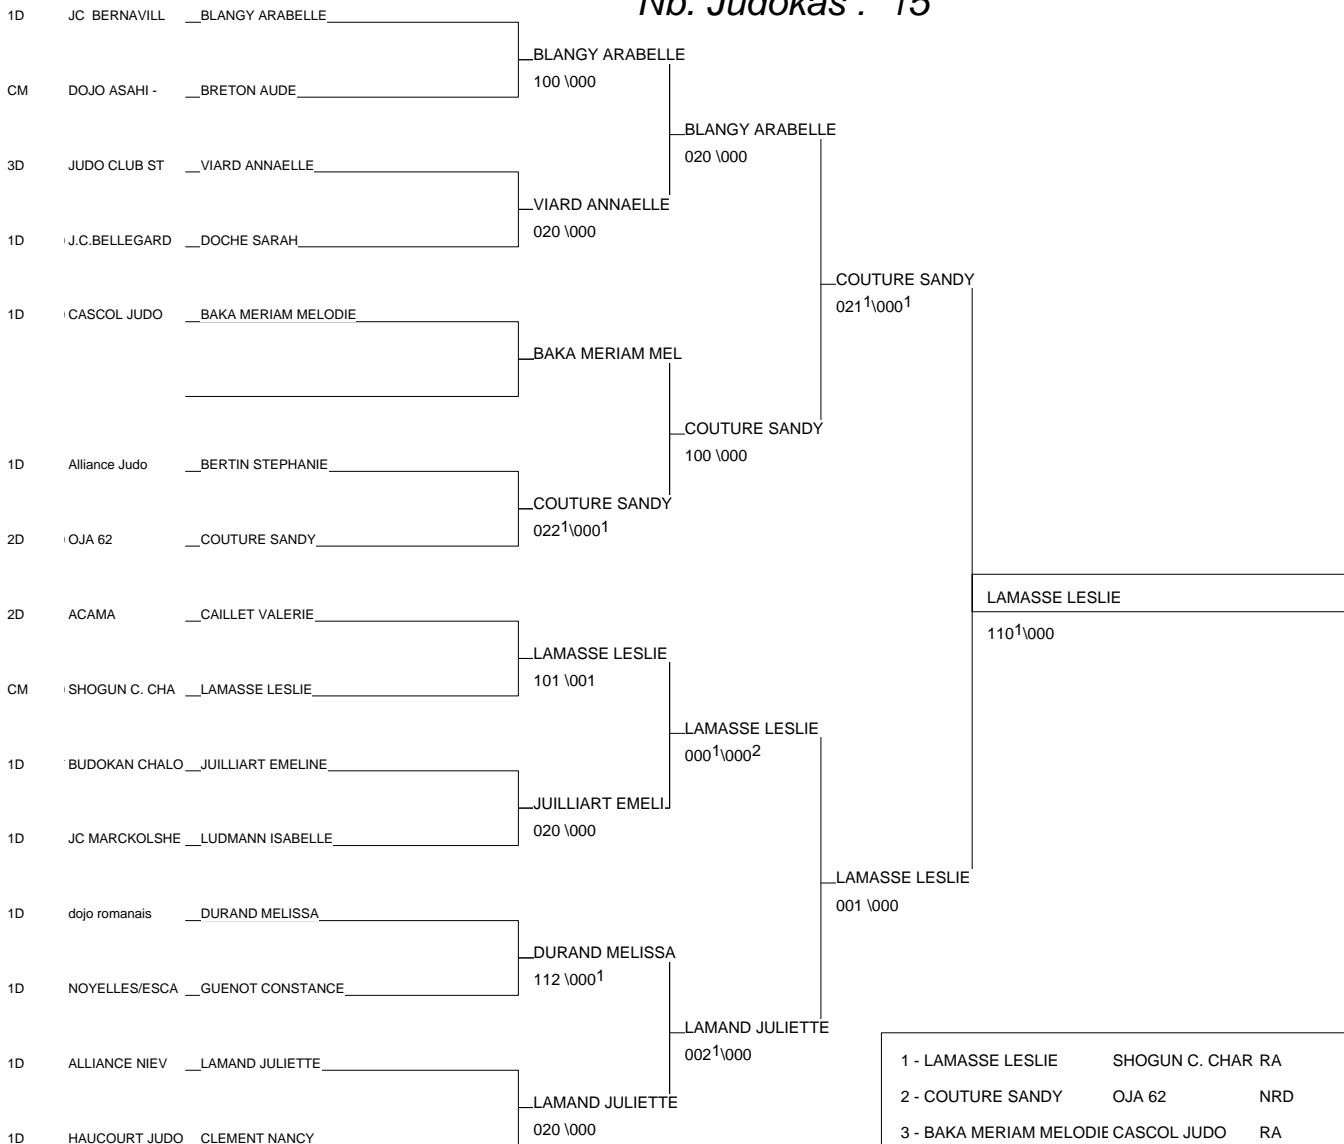 Nb. Judokas : 15
1D JC BERNAVILL BLANGY ARABELLE
BLANGY ARABELLE
100 \000
CM DOJO ASAHI - BRETON AUDE
BLANGY ARABELLE
020 \000
3D JUDO CLUB ST VIARD ANNAELLE
VIARD ANNAELLE
020 \000
1D J.C.BELLEGARD DOCHE SARAH
COUTURE SANDY
021¹\000¹
1D CASCOL JUDO BAKA MERIAM MELODIE
BAKA MERIAM MEL
COUTURE SANDY
100 \000
1D Alliance Judo BERTIN STEPHANIE
COUTURE SANDY
022¹\000¹
2D OJA 62 COUTURE SANDY
LAMASSE LESLIE
110¹\000
2D ACAMA CAILLET VALERIE
LAMASSE LESLIE
101 \001
CM SHOGUN C. CHA LAMASSE LESLIE
LAMASSE LESLIE
000¹\000²
1D BUDOKAN CHALO JUILLIART EMELINE
JUILLIART EMELI
020 \000
1D JC MARCKOLSHE LUDMANN ISABELLE
LAMASSE LESLIE
001 \000
1D dojo romanais DURAND MELISSA
DURAND MELISSA
112 \000¹
1D NOYELLES/ESCA GUENOT CONSTANCE
LAMAND JULIETTE
002¹\000
1D ALLIANCE NIEV LAMAND JULIETTE
LAMAND JULIETTE
020 \000
1D HAUCOURT JUDO CLEMENT NANCY
1 - LAMASSE LESLIE SHOGUN C. CHAR RA
2 - COUTURE SANDY OJA 62 NRD
3 - BAKA MERIAM MELODIE CASCOL JUDO RA